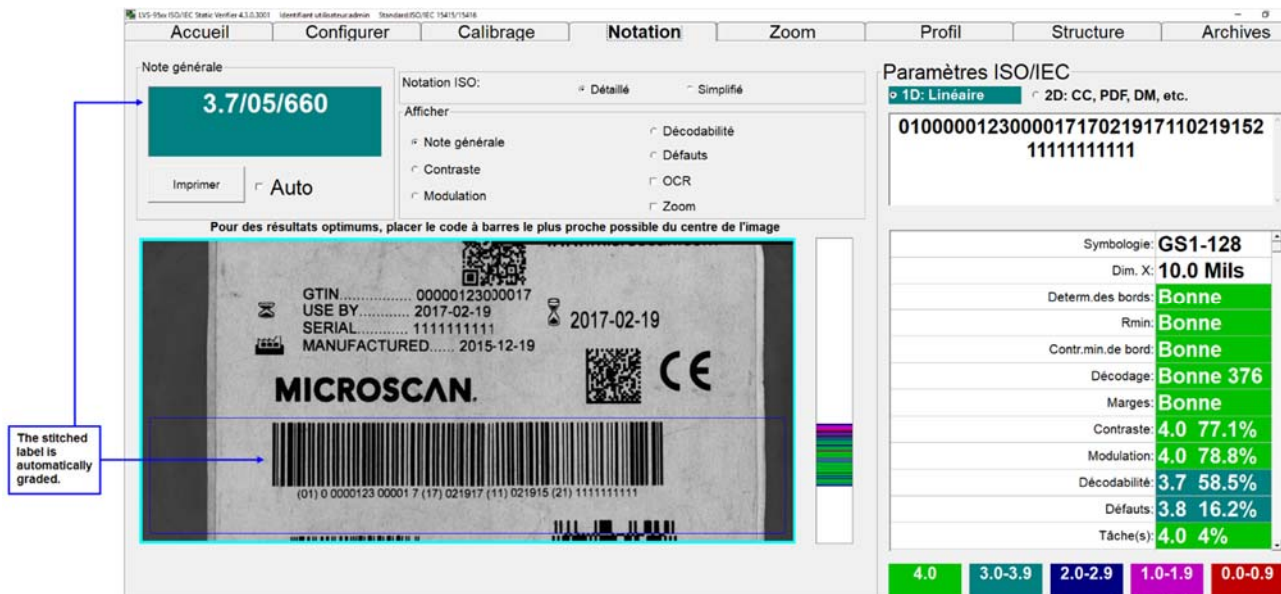 LVS-95xx ISO/IEC Static Verifier 4.3.0.3001 Identifiant utilisateur:admin Standard:ISO/IEC 15415/15416
Accueil Configurer Calibrage Notation Zoom Profil Structure Archives
Note générale
3.7/05/660
Imprimer
Auto
Notation ISO:
Détaillé
Simplifié
Afficher
Note générale
Contraste
Modulation
Décodabilité
Défauts
OCR
Zoom
Pour des résultats optimums, placer le code à barres le plus proche possible du centre de l'image
GTIN................ 00000123000017
USE BY............ 2017-02-19
SERIAL............ 1111111111
MANUFACTURED...... 2015-12-19
2017-02-19
MICROSCAN.
CE
(01) 0 0000123 00001 7 (17) 021917 (11) 021915 (21) 1111111111
The stitched
label is
automatically
graded.
Paramètres ISO/IEC
1D: Linéaire
2D: CC, PDF, DM, etc.
010000012300001717021917110219152
11111111111
Symbologie: GS1-128
Dim. X: 10.0 Mils
Determ.des bords: Bonne
Rmin: Bonne
Contr.min.de bord: Bonne
Décodage: Bonne 376
Marges: Bonne
Contraste: 4.0 77.1%
Modulation: 4.0 78.8%
Décodabilité: 3.7 58.5%
Défauts: 3.8 16.2%
Tâche(s): 4.0 4%
4.0 3.0-3.9 2.0-2.9 1.0-1.9 0.0-0.9